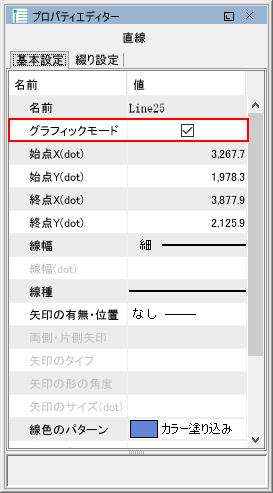 プロパティエディター
直線
基本設定 綴り設定
名前 値
名前 Line25
グラフィックモード
始点X(dot) 3,267.7
始点Y(dot) 1,978.3
終点X(dot) 3,877.9
終点Y(dot) 2,125.9
線幅 細
線幅(dot)
線種
矢印の有無・位置 なし
両側・片側矢印
矢印のタイプ
矢印の形の角度
矢印のサイズ(dot)
線色のパターン カラー塗り込み